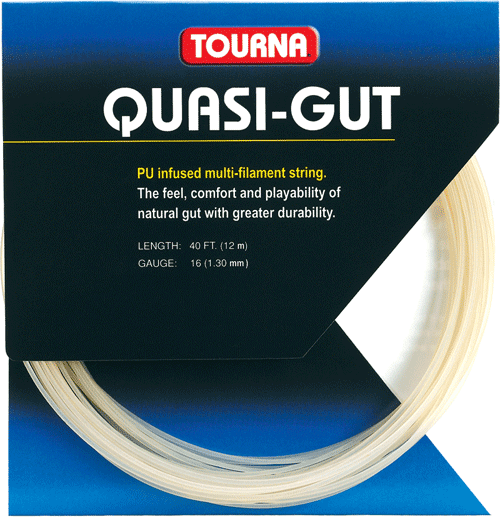 TOURNA
QUASI-GUT
PU infused multi-filament string.
The feel, comfort and playability of
natural gut with greater durability.
LENGTH: 40 FT. (12 m)
GAUGE: 16 (1.30 mm)